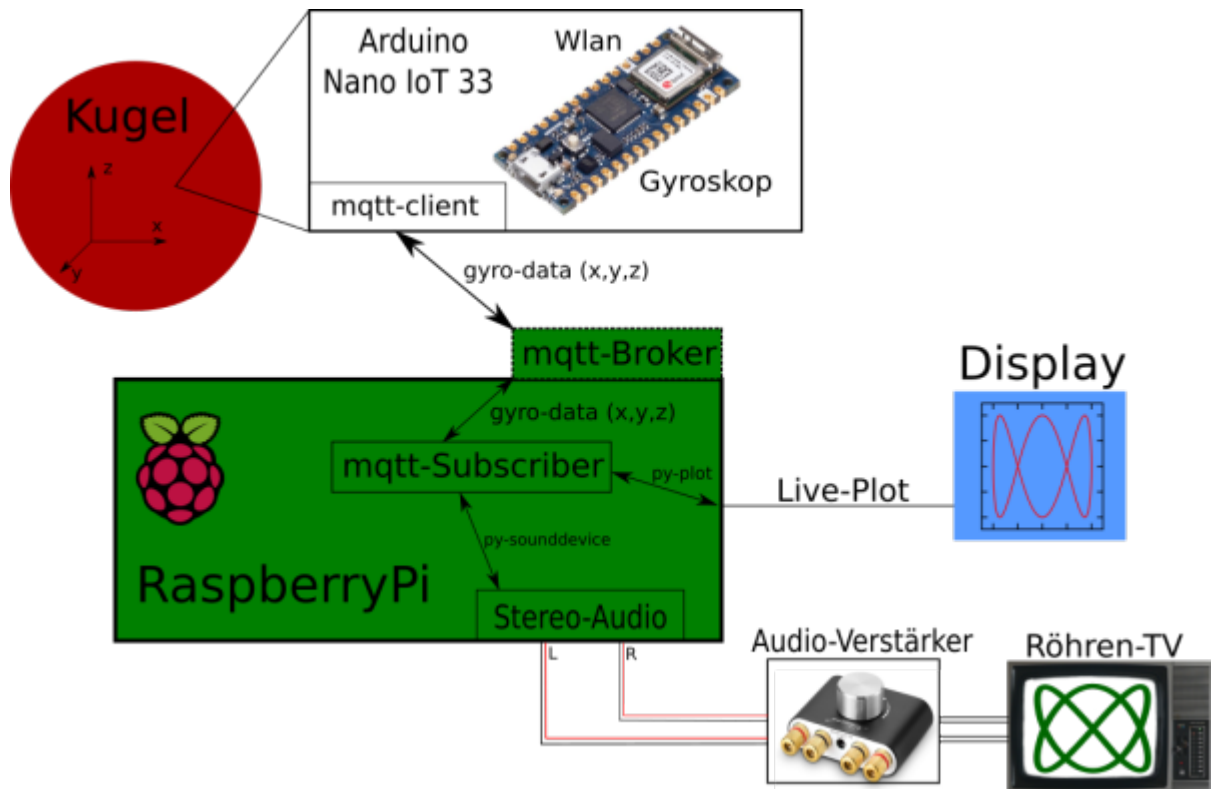 Kugel
z
x
y
Arduino
Nano IoT 33
Wlan
Gyroskop
mqtt-client
gyro-data (x,y,z)
mqtt-Broker
gyro-data (x,y,z)
mqtt-Subscriber
py-plot
py-sounddevice
RaspberryPi
Stereo-Audio
L
R
Display
Live-Plot
Audio-Verstärker
Röhren-TV